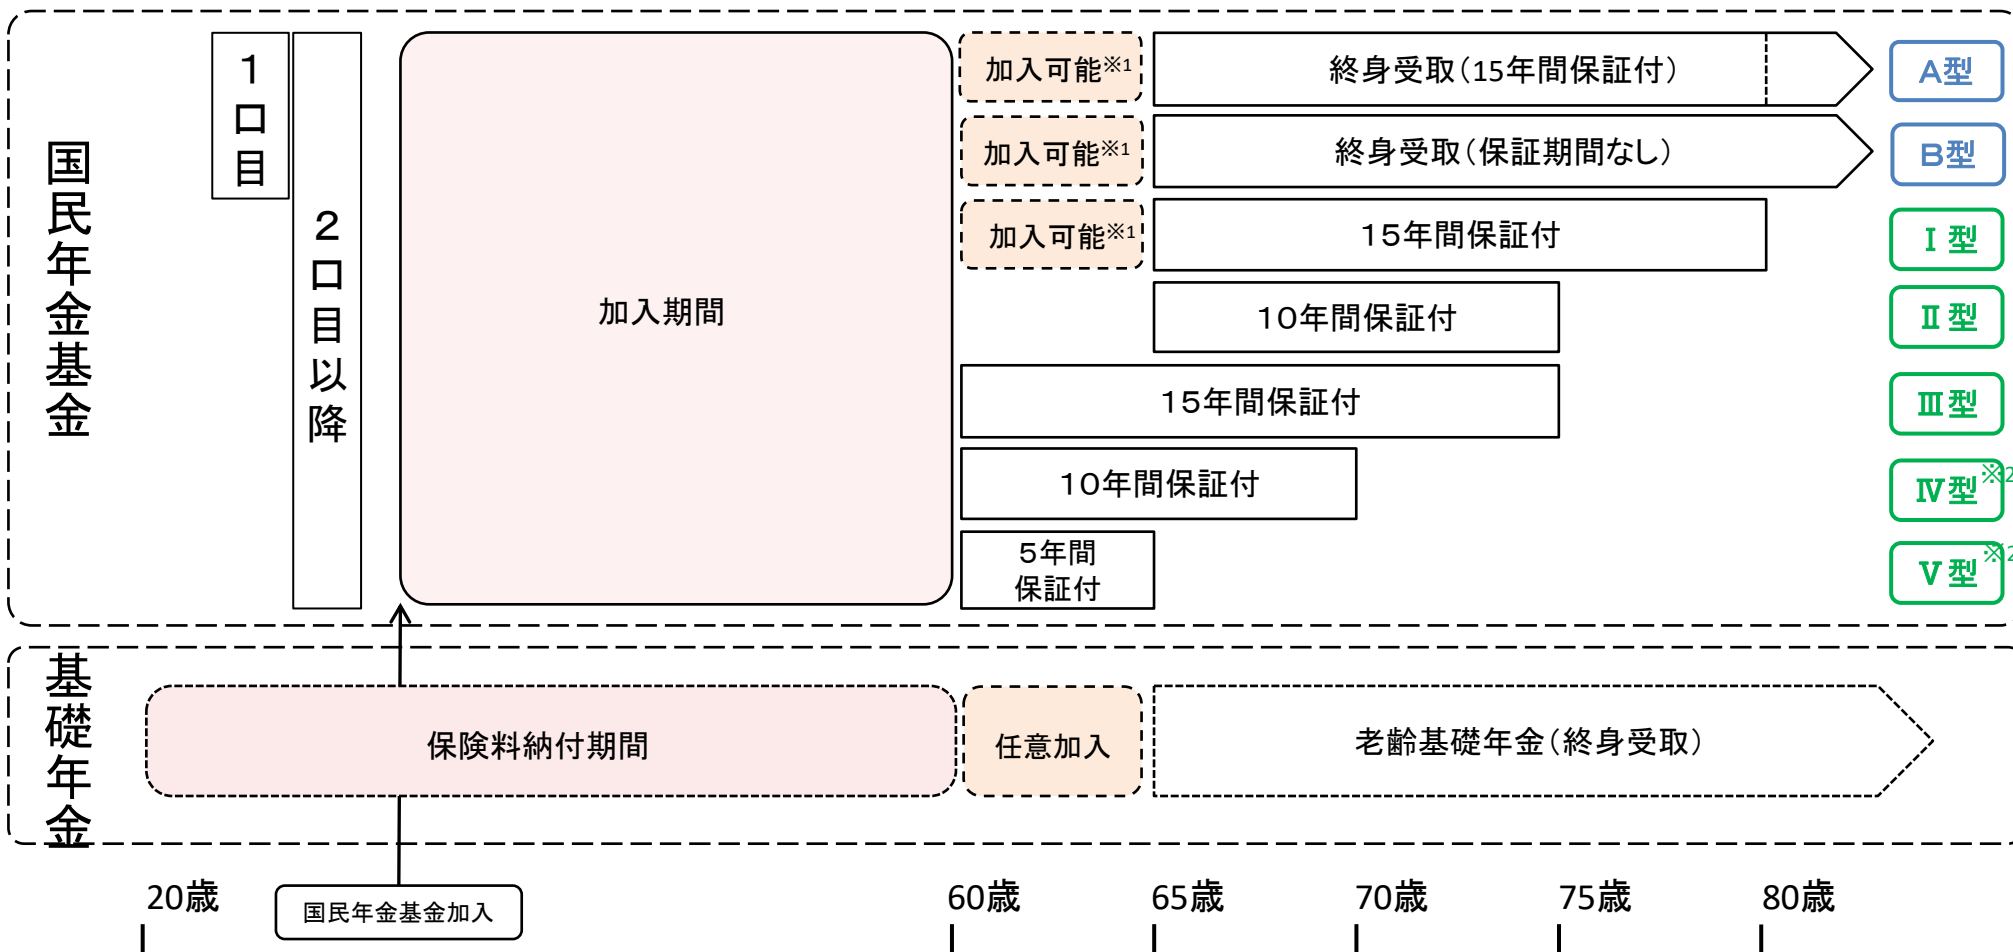 国民年金基金
1口目
2口目以降
加入期間
加入可能※1
終身受取（15年間保証付）
A型
加入可能※1
終身受取（保証期間なし）
B型
加入可能※1
15年間保証付
Ⅰ型
10年間保証付
Ⅱ型
15年間保証付
Ⅲ型
10年間保証付
Ⅳ型※2
5年間
保証付
Ⅴ型※2
基礎年金
保険料納付期間
任意加入
老齢基礎年金（終身受取）
20歳
国民年金基金加入
60歳
65歳
70歳
75歳
80歳